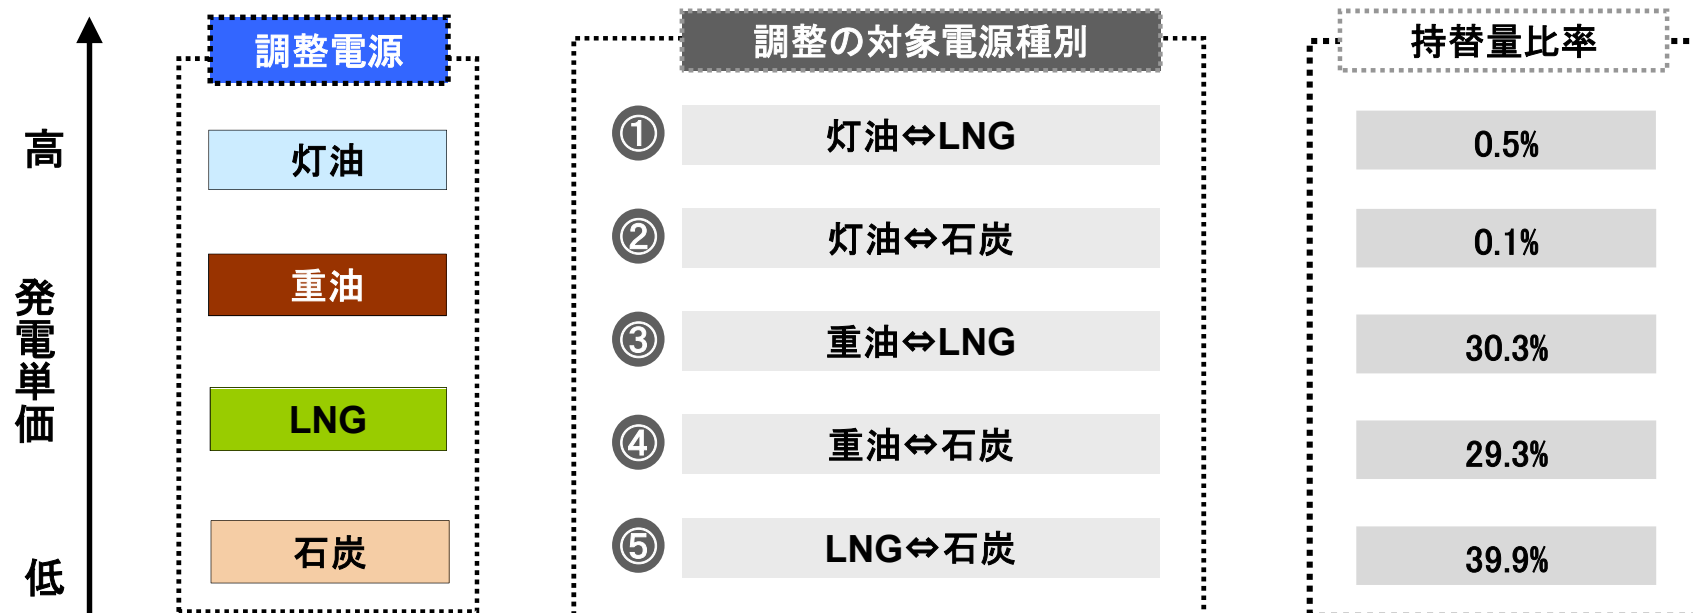 調整電源
調整の対象電源種別
持替量比率
高
発電単価
低
灯油
重油
LNG
石炭
① 灯油⇔LNG 0.5%
② 灯油⇔石炭 0.1%
③ 重油⇔LNG 30.3%
④ 重油⇔石炭 29.3%
⑤ LNG⇔石炭 39.9%